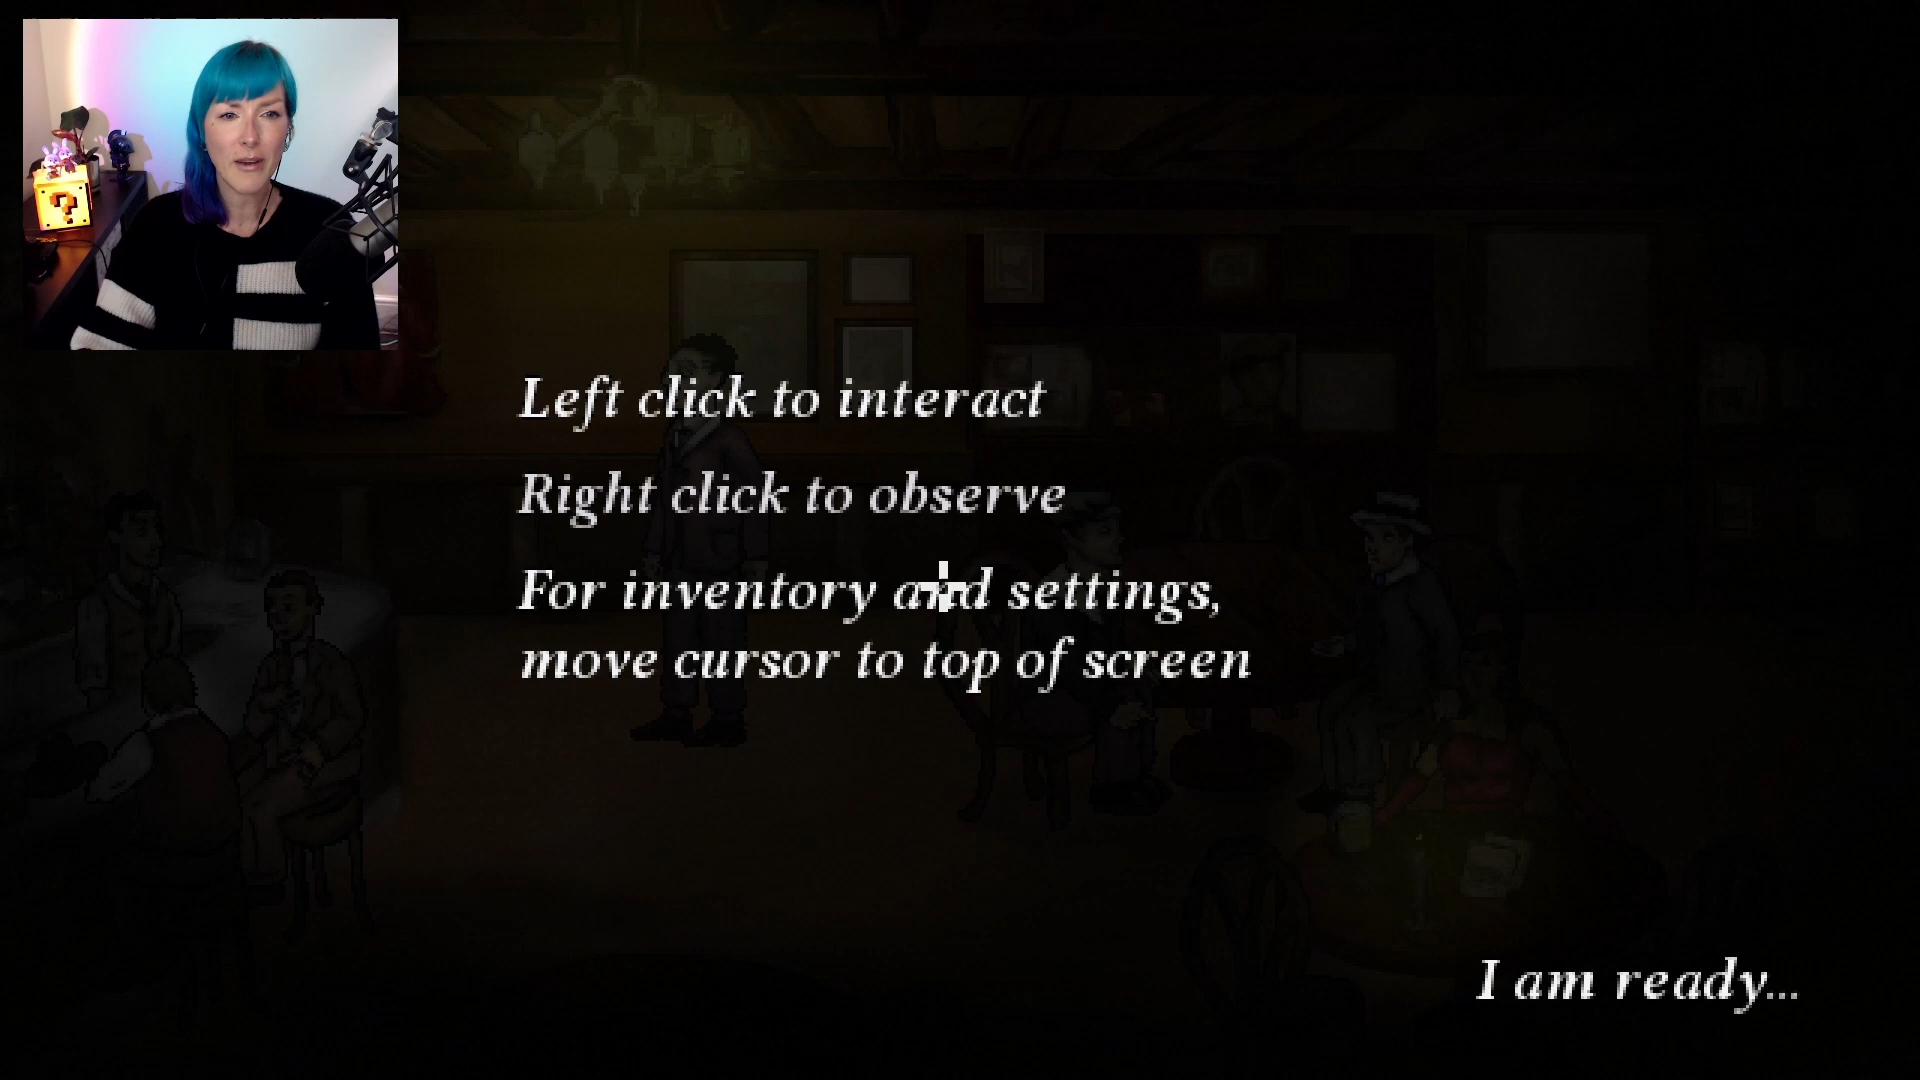 Left click to interact
Right click to observe
For inventory and settings,
move cursor to top of screen
I am ready...
?